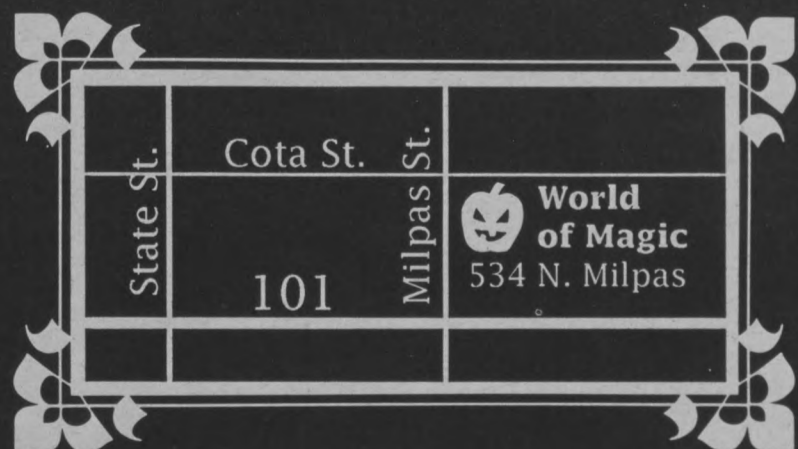 State St.
Cota St.
Milpas St.
101
World
of Magic
534 N. Milpas